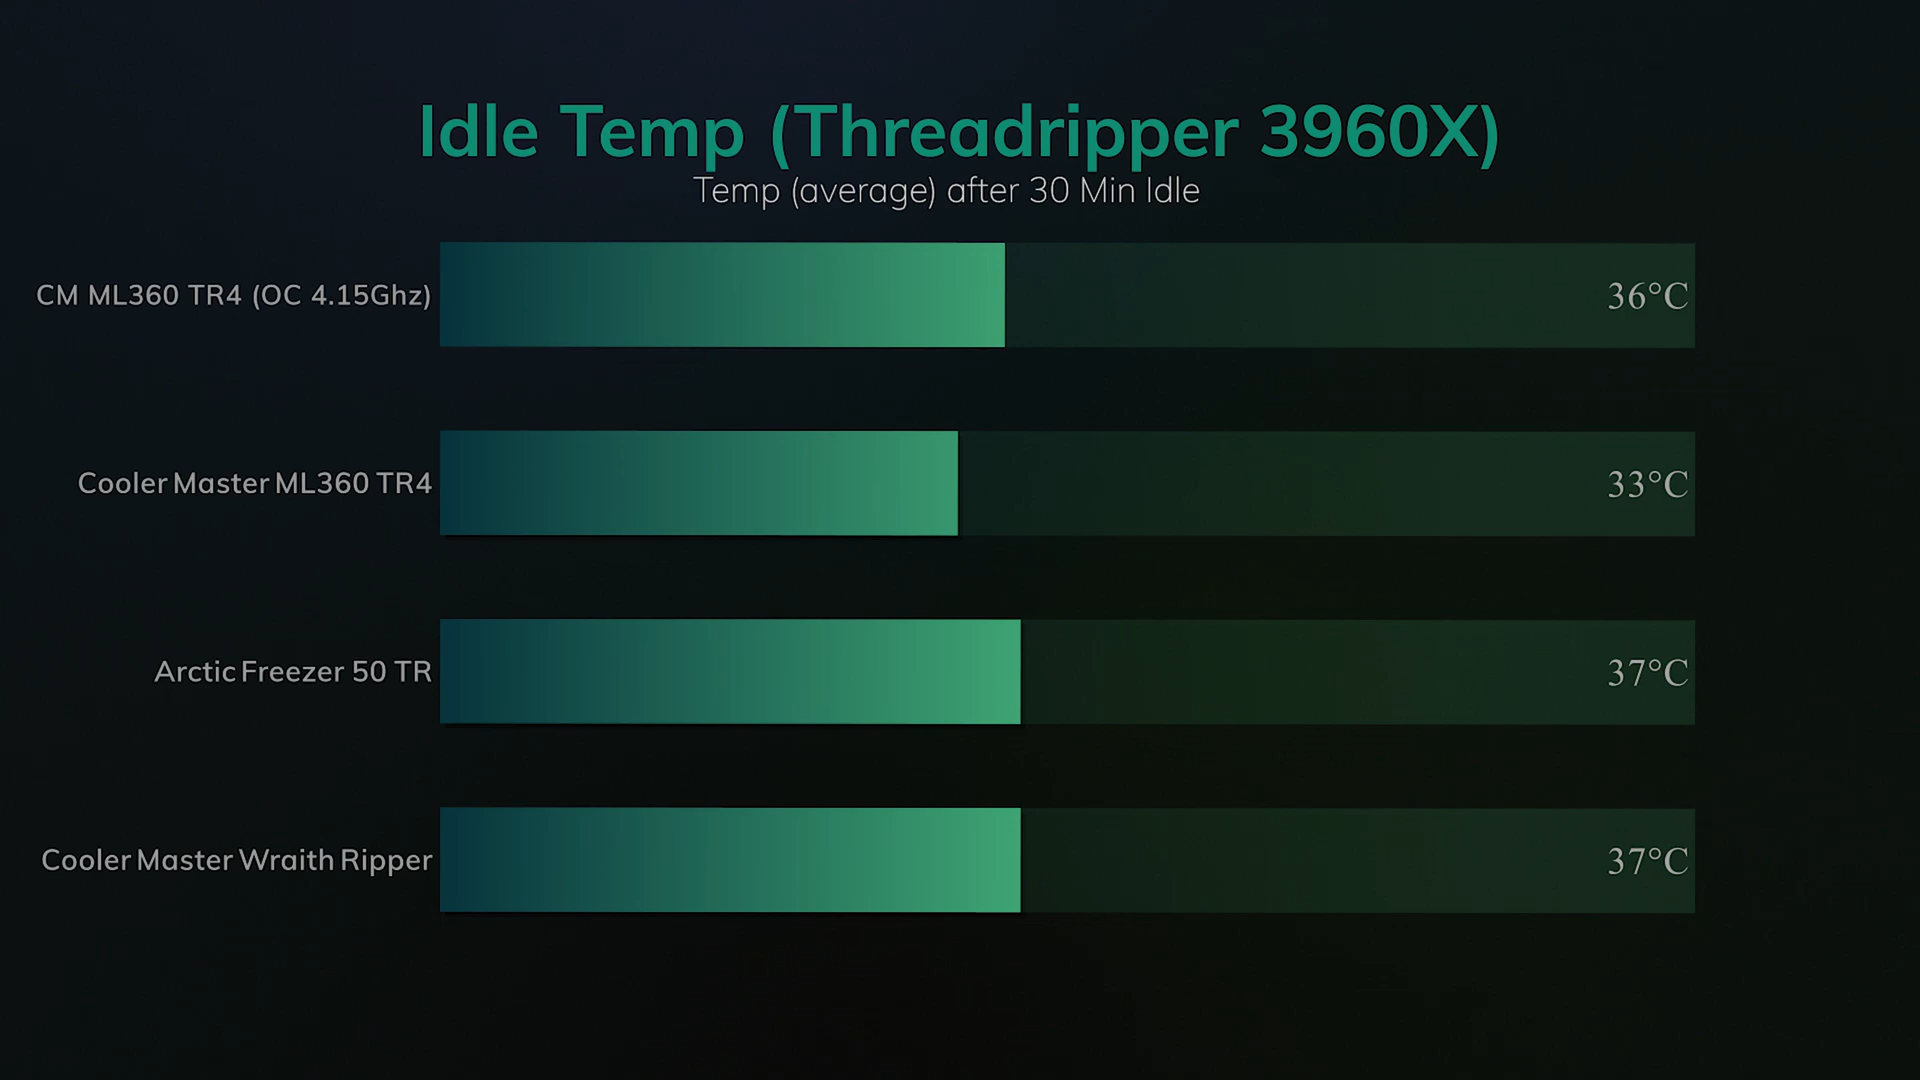 Idle Temp (Threadripper 3960X)
Temp (average) after 30 Min Idle
CM ML360 TR4 (OC 4.15Ghz) 36°C
Cooler Master ML360 TR4 33°C
Arctic Freezer 50 TR 37°C
Cooler Master Wraith Ripper 37°C